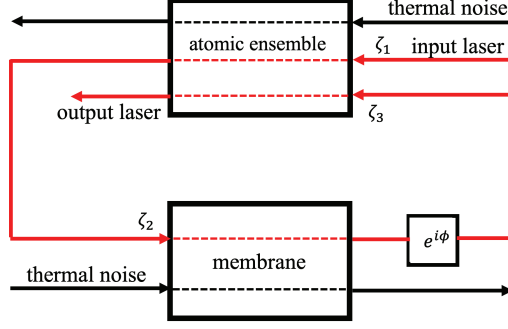 thermal noise
atomic ensemble
ζ₁ input laser
output laser
ζ₃
ζ₂
e^{iϕ}
membrane
thermal noise